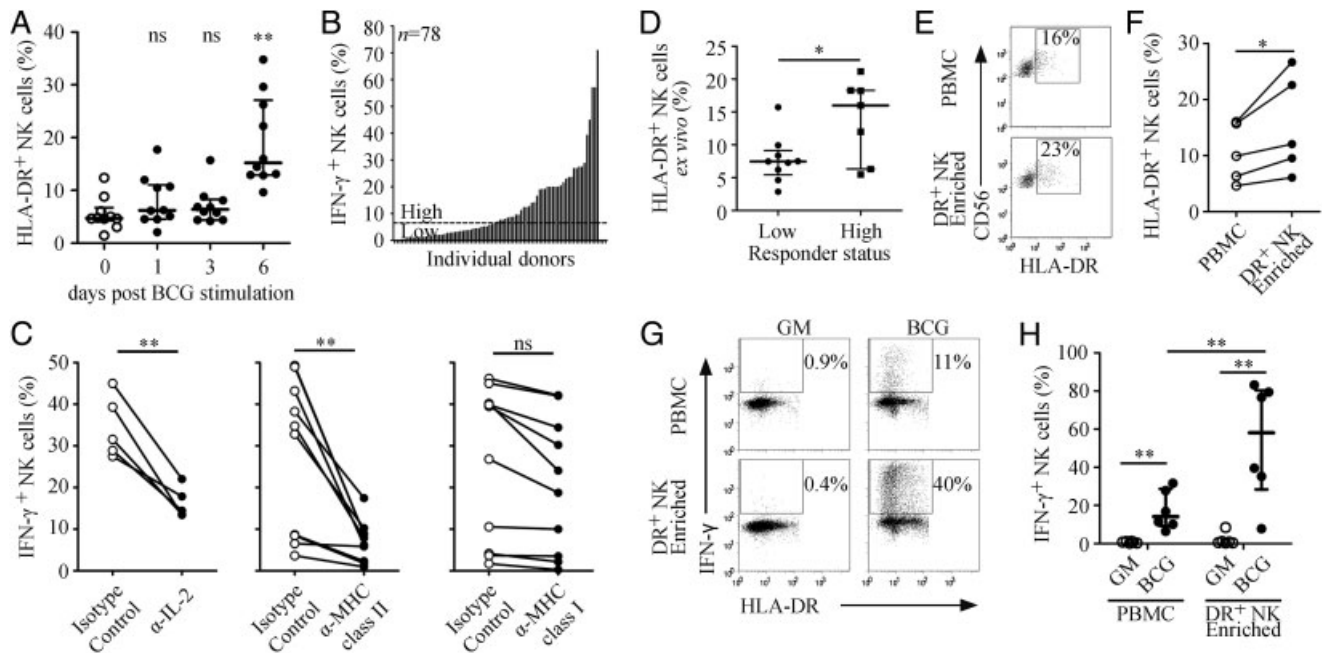 A
HLA-DR+ NK cells (%)
40
30
20
10
0
ns
ns
**
0
1
3
6
days post BCG stimulation
B
IFN-γ+ NK cells (%)
n=78
80
70
60
50
40
30
20
10
0
High
Low
Individual donors
D
HLA-DR+ NK cells
ex vivo (%)
25
20
15
10
5
0
*
Low
High
Responder status
E
PBMC
16%
DR+ NK
Enriched
23%
CD56
HLA-DR
F
HLA-DR+ NK cells (%)
30
20
10
0
*
PBMC
DR+ NK
Enriched
C
IFN-γ+ NK cells (%)
50
40
30
20
10
0
**
Isotype
Control
α-IL-2
**
Isotype
Control
α-MHC
class II
ns
Isotype
Control
α-MHC
class I
G
GM
BCG
PBMC
0.9%
11%
DR+ NK
Enriched
0.4%
40%
IFN-γ
HLA-DR
H
IFN-γ+ NK cells (%)
100
80
60
40
20
0
**
**
**
GM
BCG
GM
BCG
PBMC
DR+ NK
Enriched